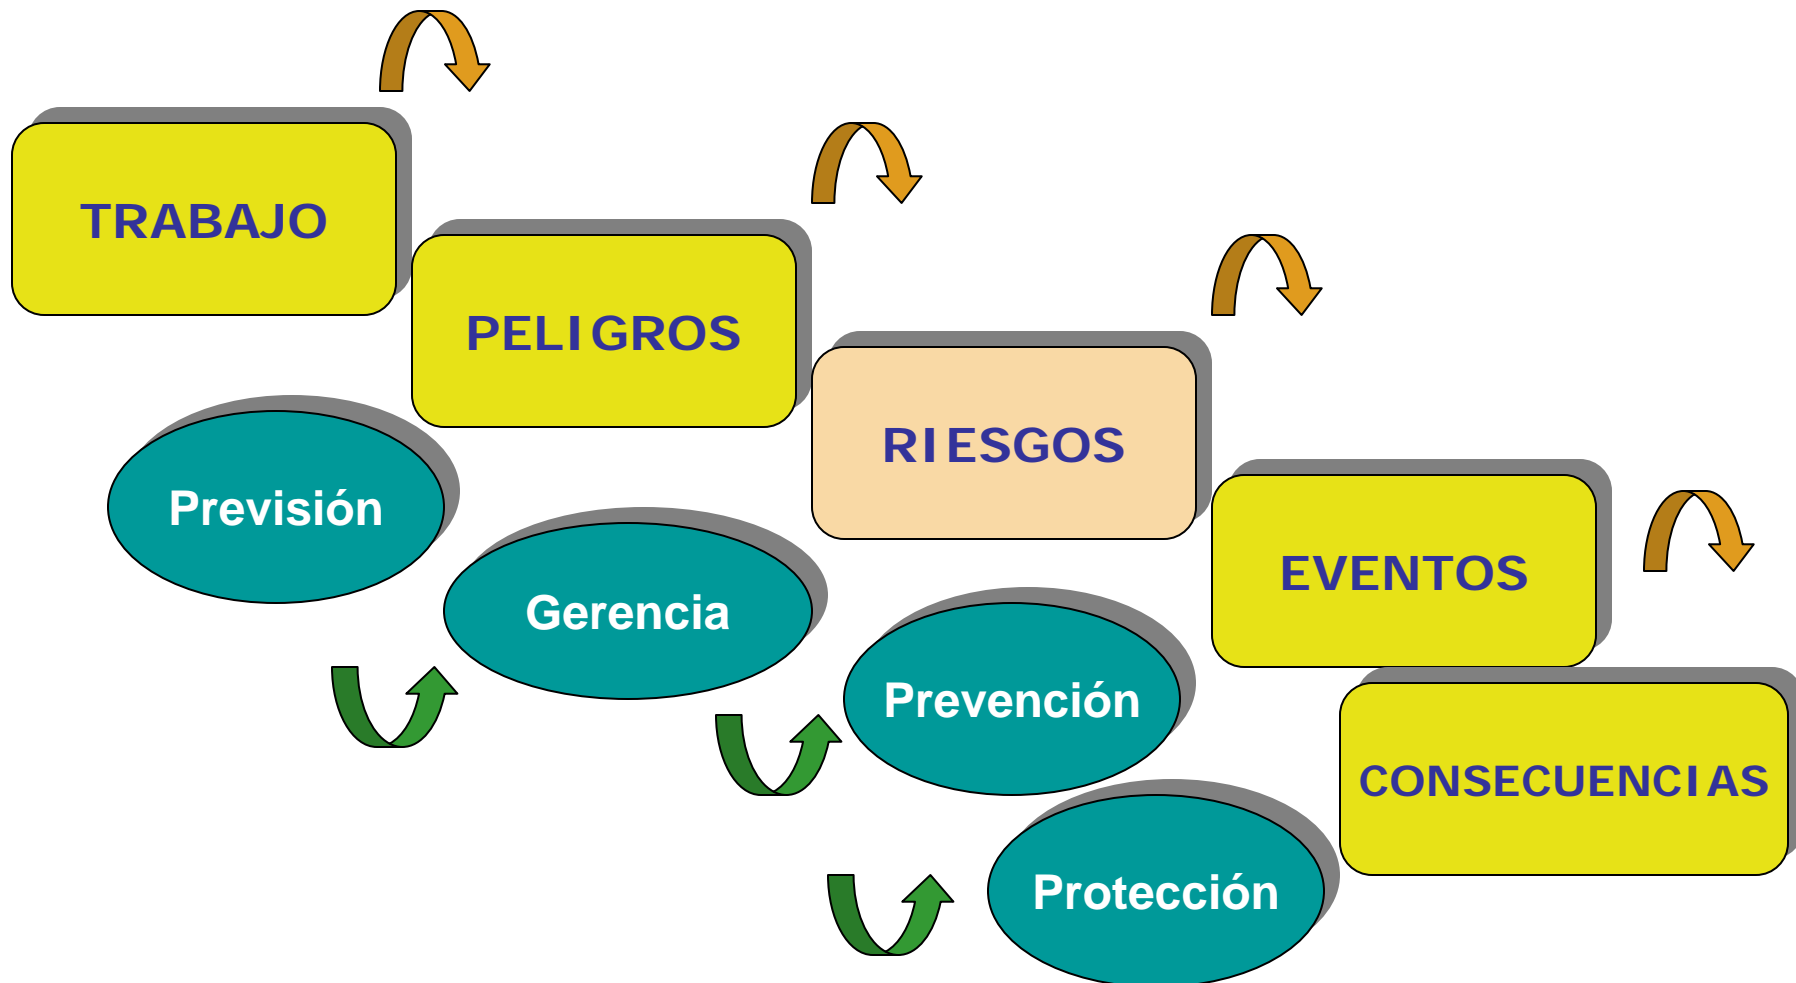 TRABAJO
PELIGROS
RIESGOS
Previsión
EVENTOS
Gerencia
Prevención
CONSECUENCIAS
Protección